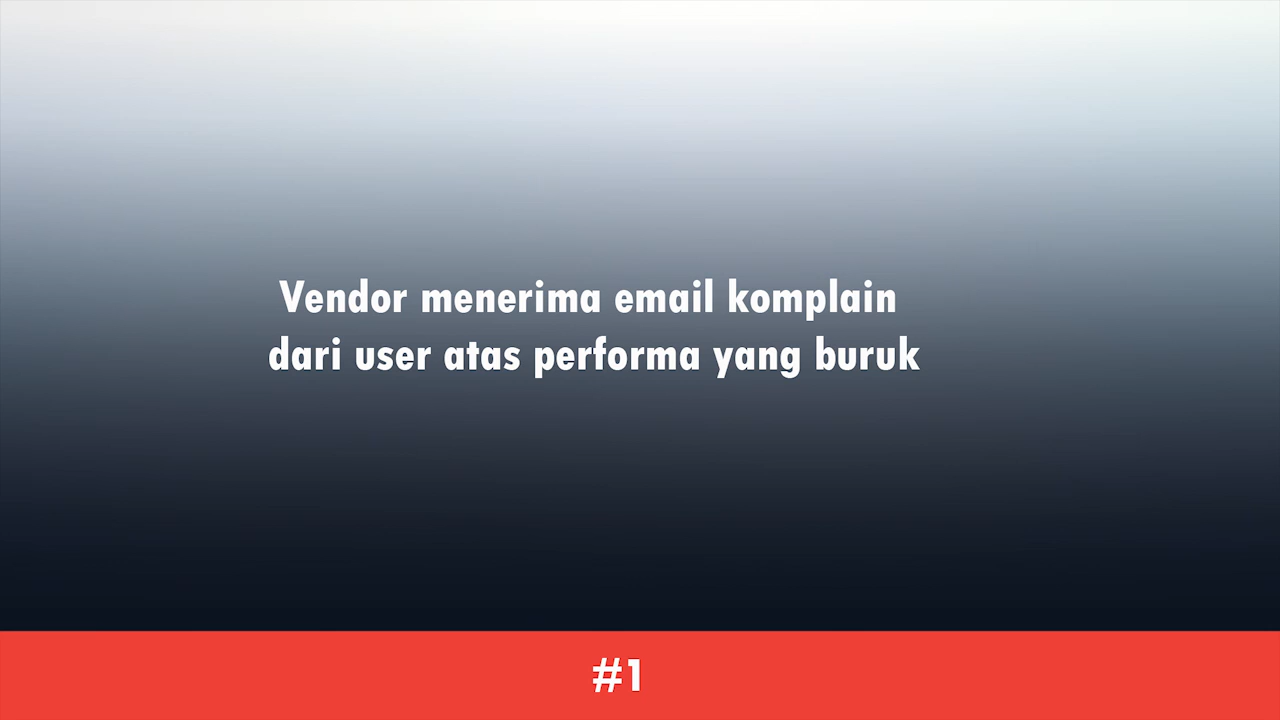 Vendor menerima email komplain
dari user atas performa yang buruk
#1